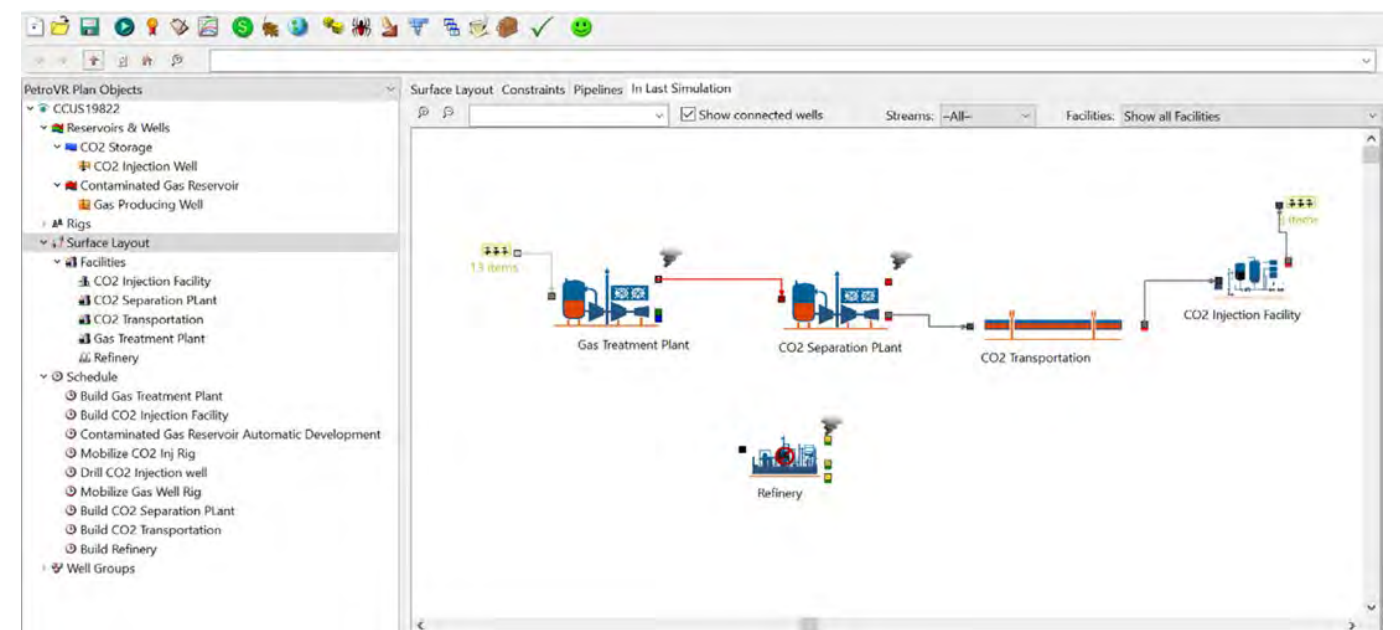 PetroVR Plan Objects
CCUS19822
Reservoirs & Wells
CO2 Storage
CO2 Injection Well
Contaminated Gas Reservoir
Gas Producing Well
Rigs
Surface Layout
Facilities
CO2 Injection Facility
CO2 Separation PLant
CO2 Transportation
Gas Treatment Plant
Refinery
Schedule
Build Gas Treatment Plant
Build CO2 Injection Facility
Contaminated Gas Reservoir Automatic Development
Mobilize CO2 Inj Rig
Drill CO2 Injection well
Mobilize Gas Well Rig
Build CO2 Separation PLant
Build CO2 Transportation
Build Refinery
Well Groups
Surface Layout Constraints Pipelines In Last Simulation
Show connected wells Streams: --All-- Facilities: Show all Facilities
13 items
items
Gas Treatment Plant
CO2 Separation PLant
CO2 Transportation
CO2 Injection Facility
Refinery